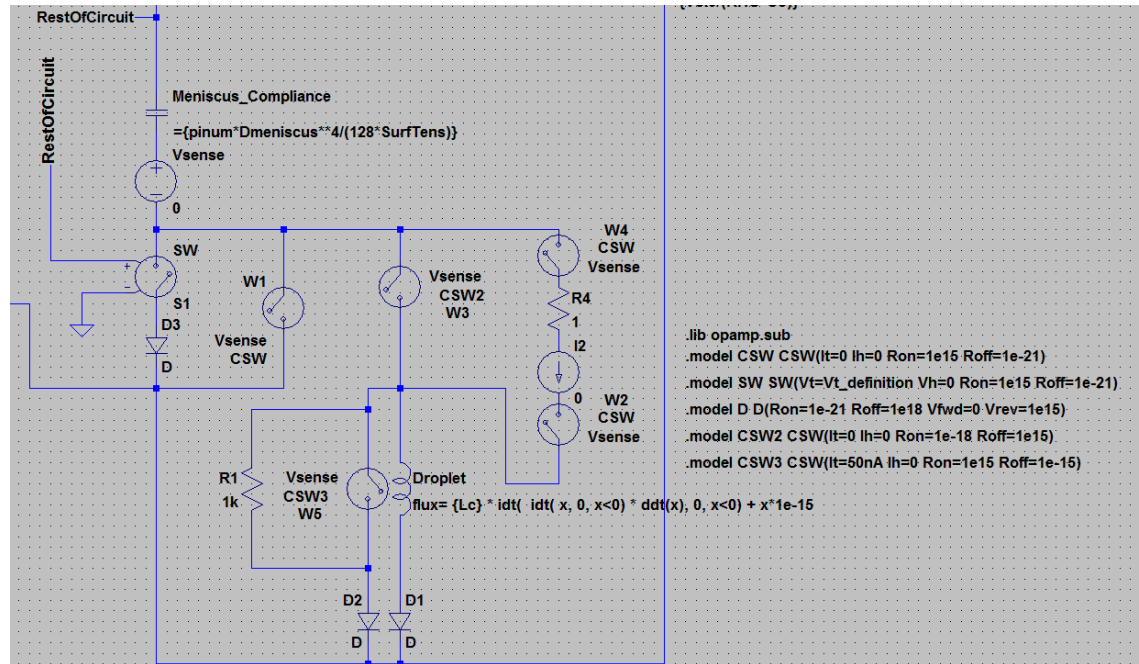 RestOfCircuit
RestOfCircuit
Meniscus_Compliance
={pinum*Dmeniscus**4/(128*SurfTens)}
Vsense
+
0
SW
+
S1
D3
D
W1
Vsense
CSW
Vsense
CSW2
W3
W4
CSW
Vsense
R4
1
I2
0
W2
CSW
Vsense
R1
1k
Vsense
CSW3
W5
Droplet
flux= {Lc} * idt( idt( x, 0, x<0) * ddt(x), 0, x<0) + x*1e-15
D2
D
D1
D
.lib opamp.sub
.model CSW CSW(It=0 Ih=0 Ron=1e15 Roff=1e-21)
.model SW SW(Vt=Vt_definition Vh=0 Ron=1e15 Roff=1e-21)
.model D D(Ron=1e-21 Roff=1e18 Vfwd=0 Vrev=1e15)
.model CSW2 CSW(It=0 Ih=0 Ron=1e-18 Roff=1e15)
.model CSW3 CSW(It=50nA Ih=0 Ron=1e15 Roff=1e-15)